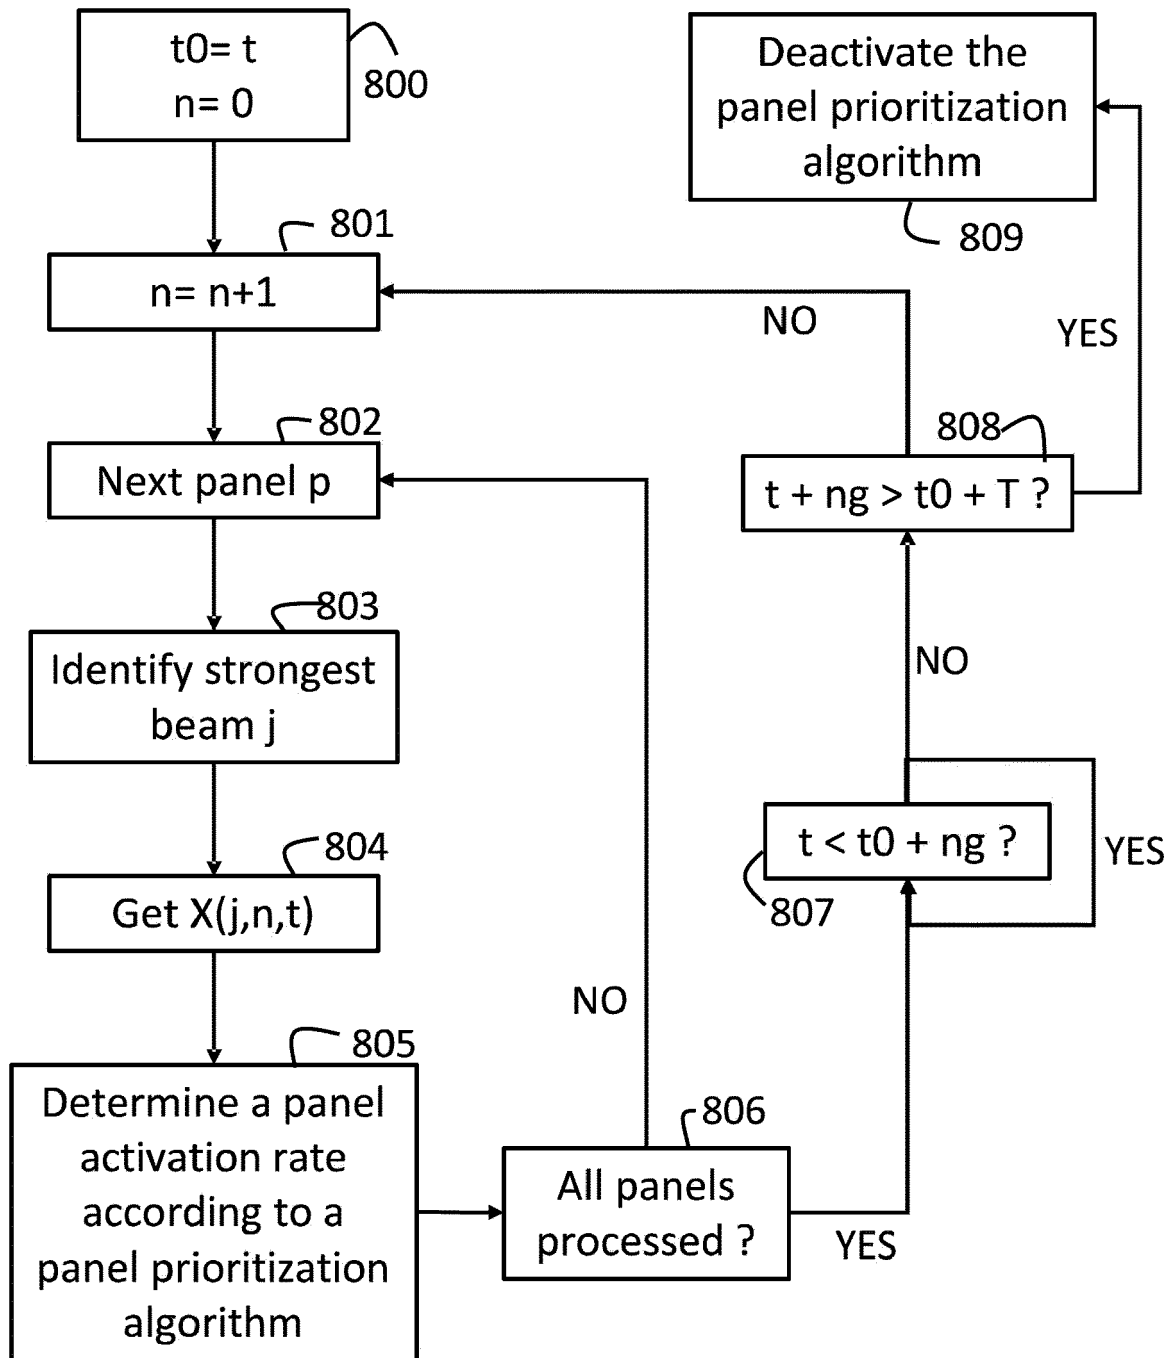 t0= t
n= 0
800
801
n= n+1
802
Next panel p
803
Identify strongest
beam j
804
Get X(j,n,t)
805
Determine a panel
activation rate
according to a
panel prioritization
algorithm
806
All panels
processed ?
NO
YES
t < t0 + ng ?
807
YES
NO
808
t + ng > t0 + T ?
NO
YES
Deactivate the
panel prioritization
algorithm
809